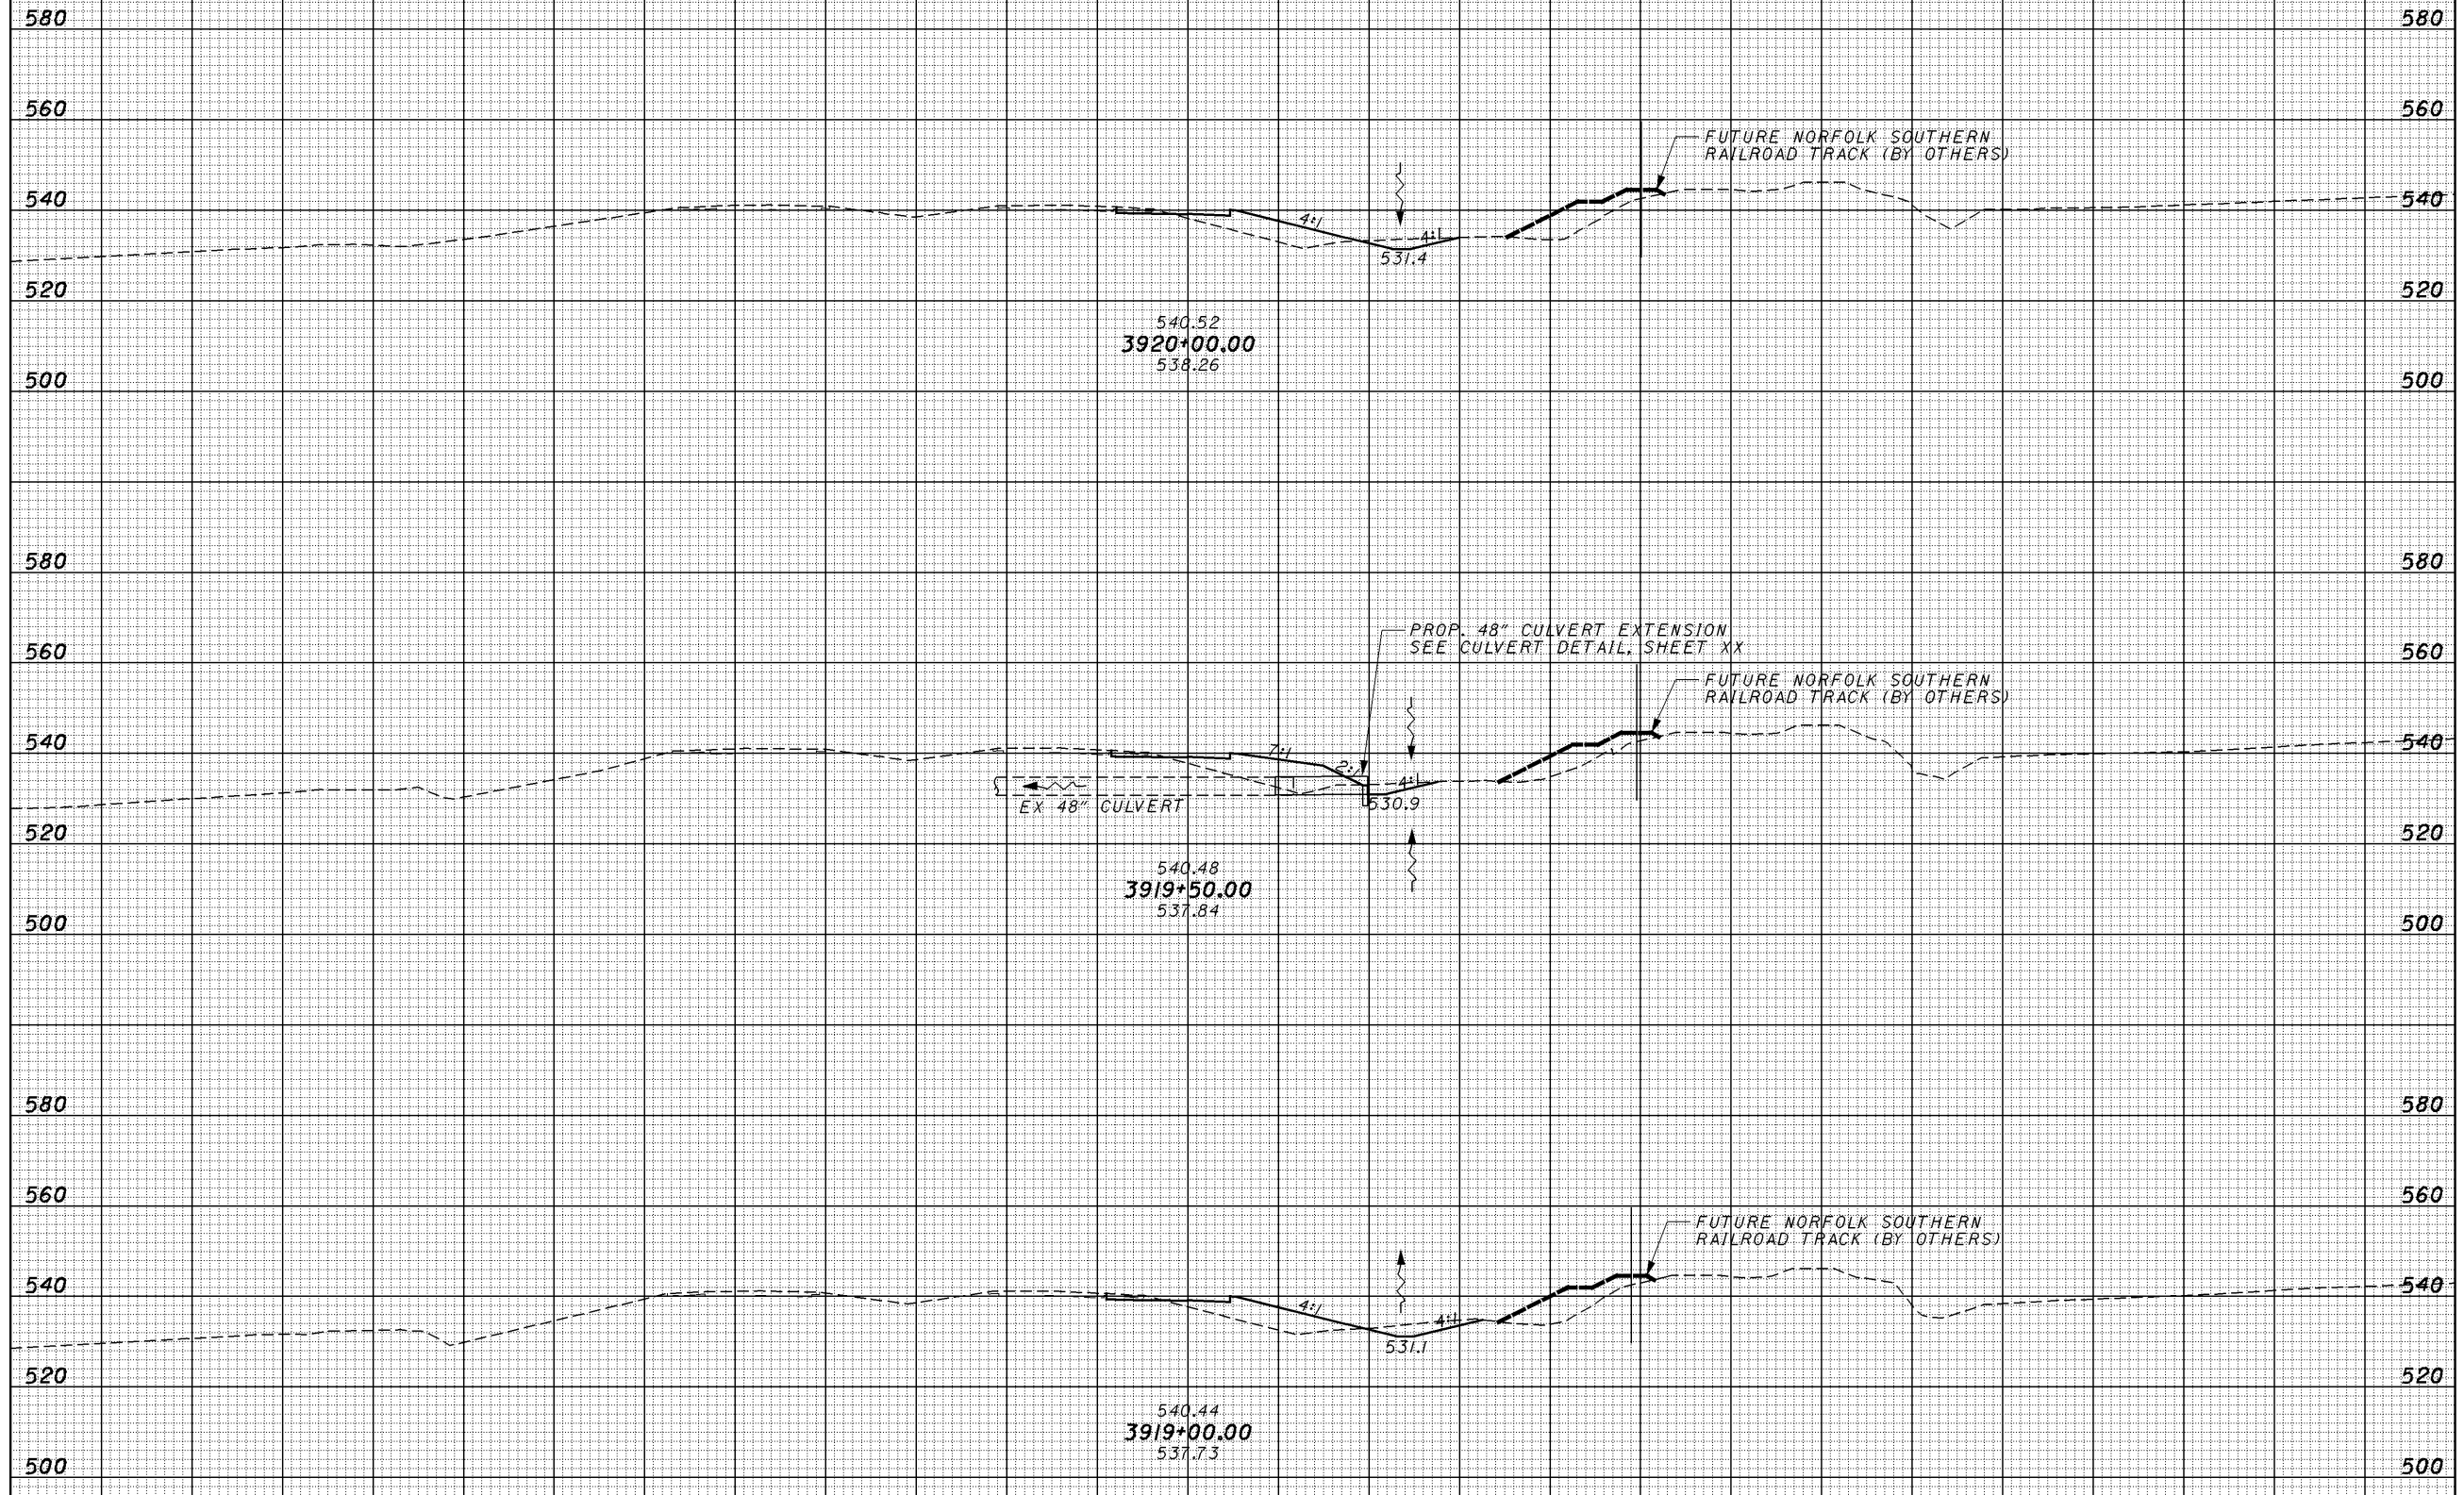 580 580
560 560
FUTURE NORFOLK SOUTHERN
RAILROAD TRACK (BY OTHERS)
540 540
4:1 4:1
531.4
520 520
540.52
3920+00.00
538.26
500 500
580 580
PROP. 48" CULVERT EXTENSION
SEE CULVERT DETAIL, SHEET XX
560 560
FUTURE NORFOLK SOUTHERN
RAILROAD TRACK (BY OTHERS)
540 540
7:1 2:1 4:1
EX 48" CULVERT 530.9
520 520
540.48
3919+50.00
537.84
500 500
580 580
560 560
FUTURE NORFOLK SOUTHERN
RAILROAD TRACK (BY OTHERS)
540 540
4:1 4:1
531.1
520 520
540.44
3919+00.00
537.73
500 500